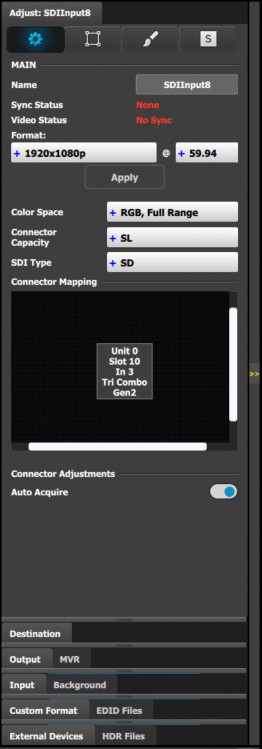 Adjust: SDIInput8
S
MAIN
Name SDIInput8
Sync Status None
Video Status No Sync
Format:
+ 1920x1080p @ + 59.94
Apply
Color Space + RGB, Full Range
Connector Capacity + SL
SDI Type + SD
Connector Mapping
Unit 0
Slot 10
In 3
Tri Combo
Gen2
>>
Connector Adjustments
Auto Acquire
Destination
Output MVR
Input Background
Custom Format EDID Files
External Devices HDR Files